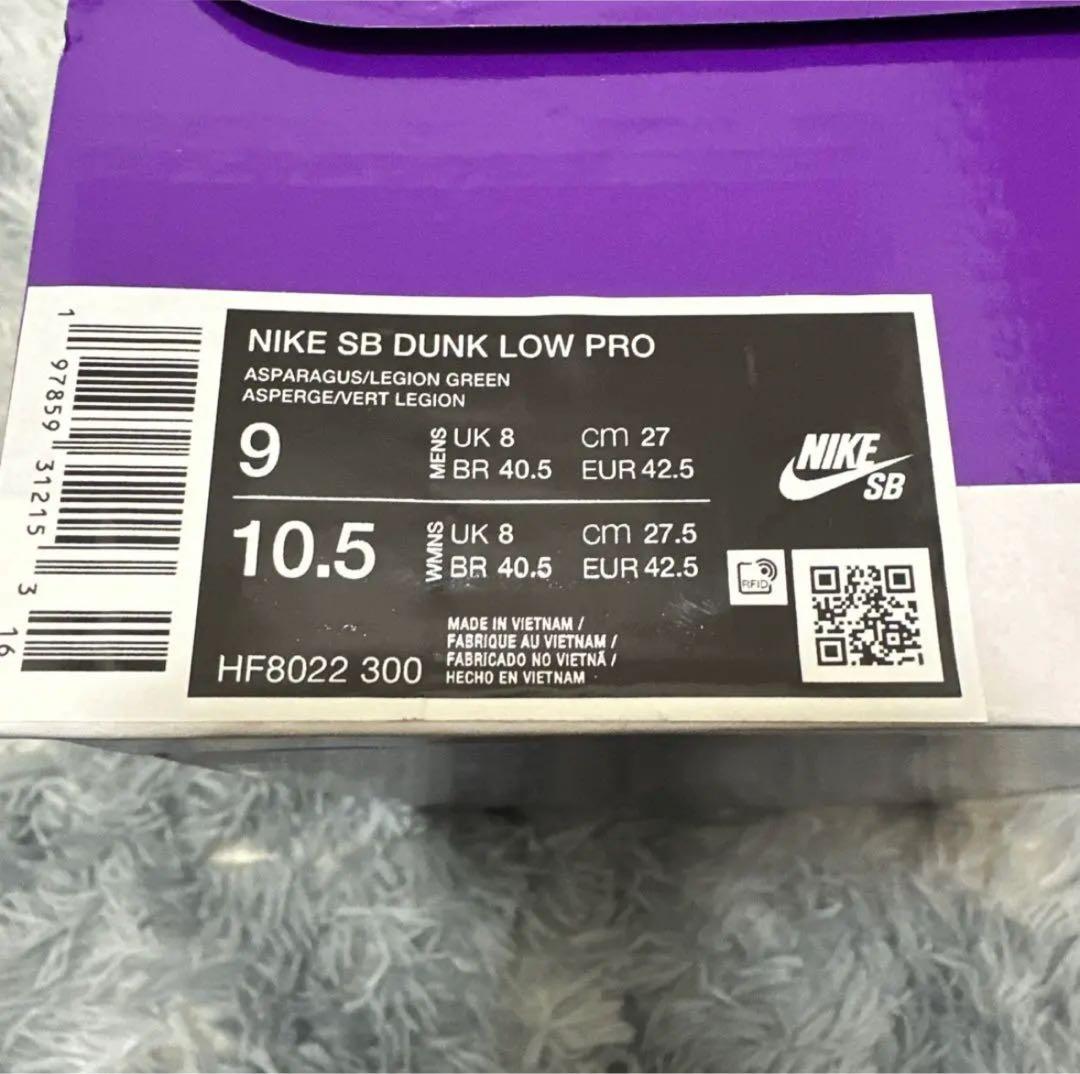 NIKE SB DUNK LOW PRO
ASPARAGUS/LEGION GREEN
ASPERGE/VERT LEGION
9
MENS
UK 8 cm 27
BR 40.5 EUR 42.5
10.5
WMNS
UK 8 cm 27.5
BR 40.5 EUR 42.5
NIKE
SB
RFID
MADE IN VIETNAM /
FABRIQUE AU VIETNAM /
FABRICADO NO VIETNÃ /
HECHO EN VIETNAM
HF8022 300
1 97859 31215 3 16